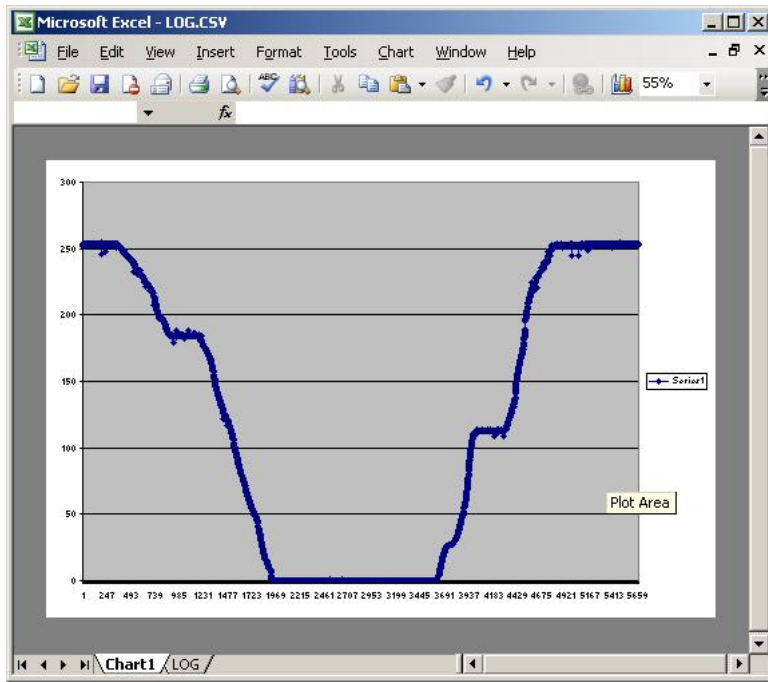 Microsoft Excel - LOG.CSV
File Edit View Insert Format Tools Chart Window Help
ABC 55%
fx
300
250
200
150
100
50
0
Series1
Plot Area
1 247 493 739 985 1231 1477 1723 1969 2215 2461 2707 2953 3199 3445 3691 3937 4183 4429 4675 4921 5167 5413 5659
Chart1 LOG